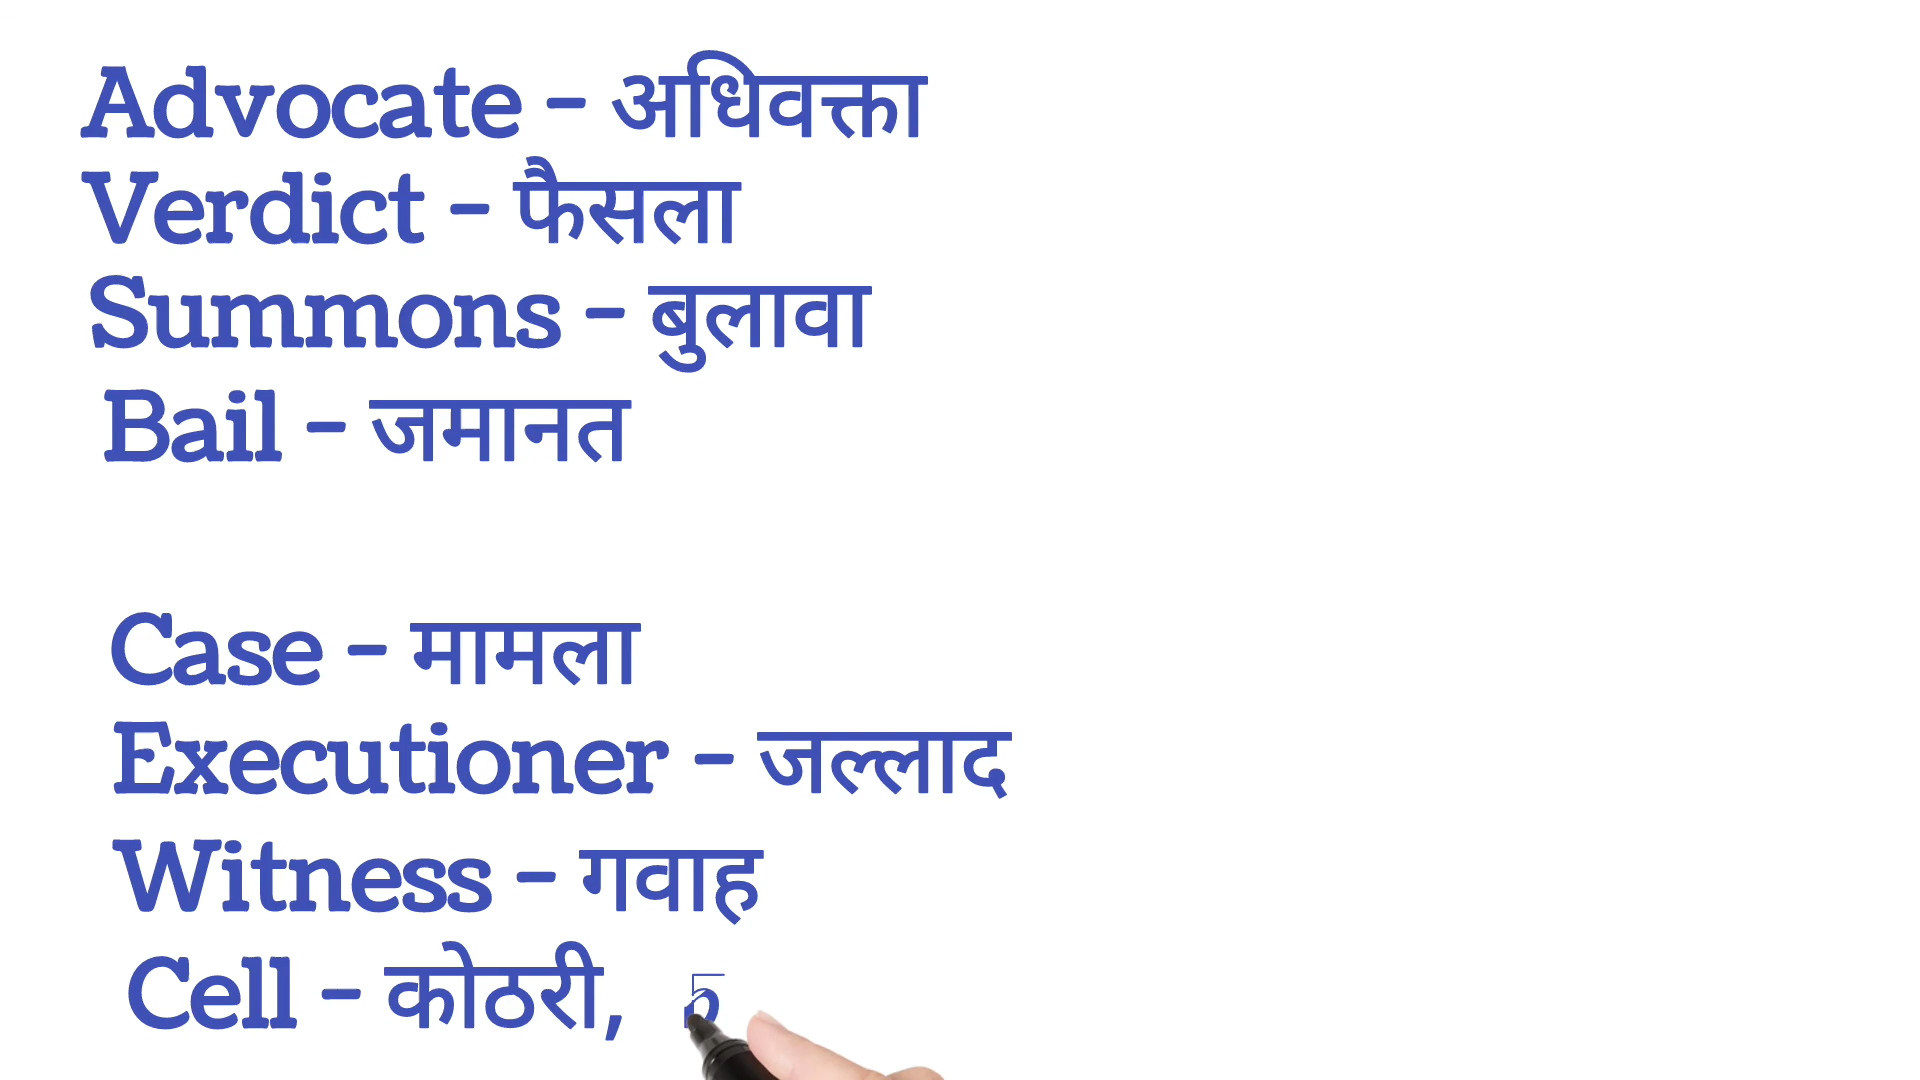 Advocate - अधिवक्ता
Verdict - फैसला
Summons - बुलावा
Bail - जमानत
Case - मामला
Executioner - जल्लाद
Witness - गवाह
Cell - कोठरी,